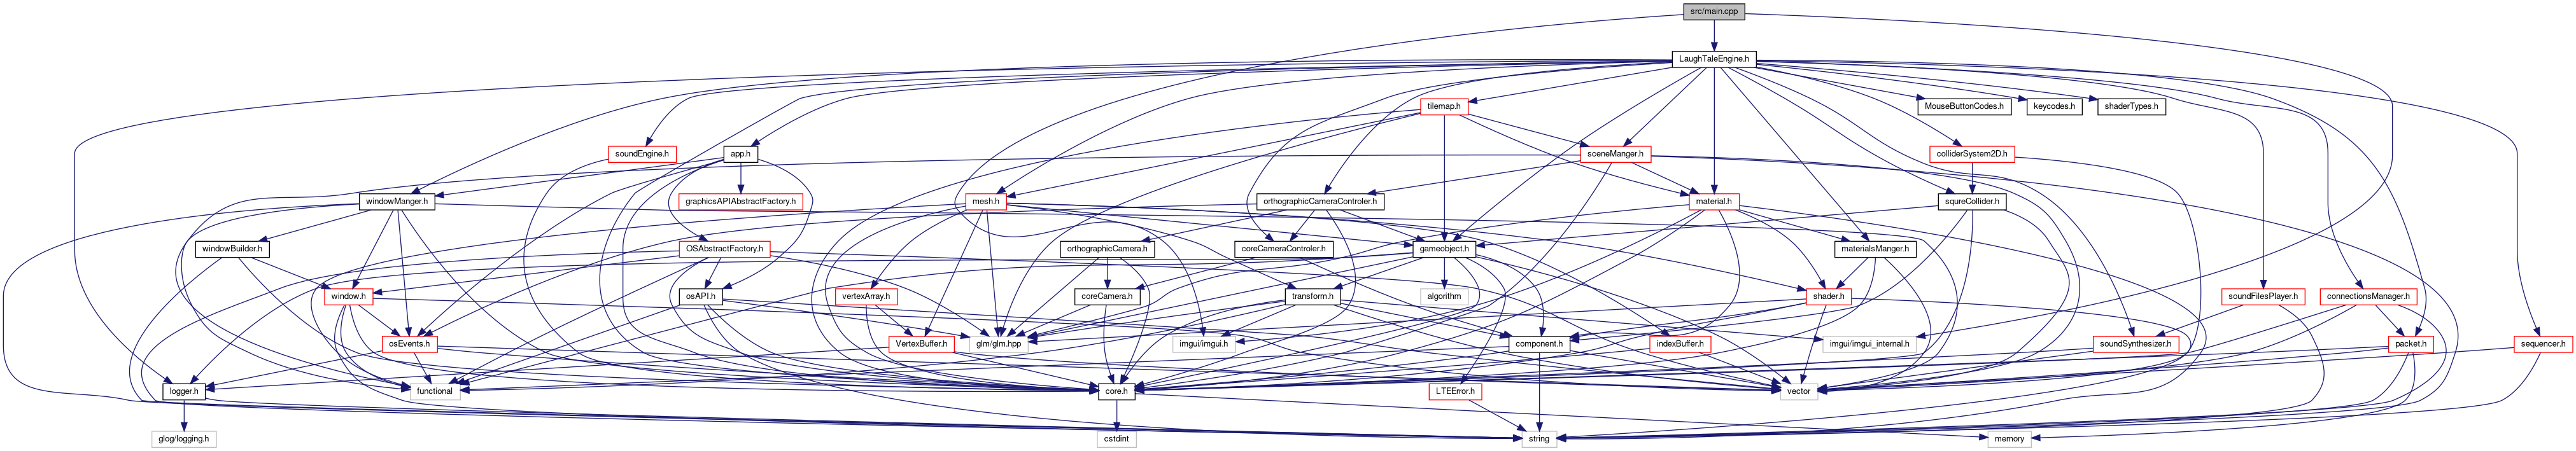 src/main.cpp
LaughTaleEngine.h
tilemap.h
MouseButtonCodes.h
keycodes.h
shaderTypes.h
soundEngine.h
app.h
sceneManger.h
colliderSystem2D.h
windowManger.h
graphicsAPIAbstractFactory.h
mesh.h
orthographicCameraControler.h
material.h
squreCollider.h
windowBuilder.h
OSAbstractFactory.h
orthographicCamera.h
coreCameraControler.h
gameobject.h
materialsManger.h
window.h
osAPI.h
vertexArray.h
coreCamera.h
transform.h
algorithm
shader.h
soundFilesPlayer.h
connectionsManager.h
osEvents.h
VertexBuffer.h
glm/glm.hpp
imgui/imgui.h
component.h
indexBuffer.h
imgui/imgui_internal.h
soundSynthesizer.h
packet.h
sequencer.h
logger.h
functional
core.h
LTEError.h
vector
glog/logging.h
cstdint
string
memory